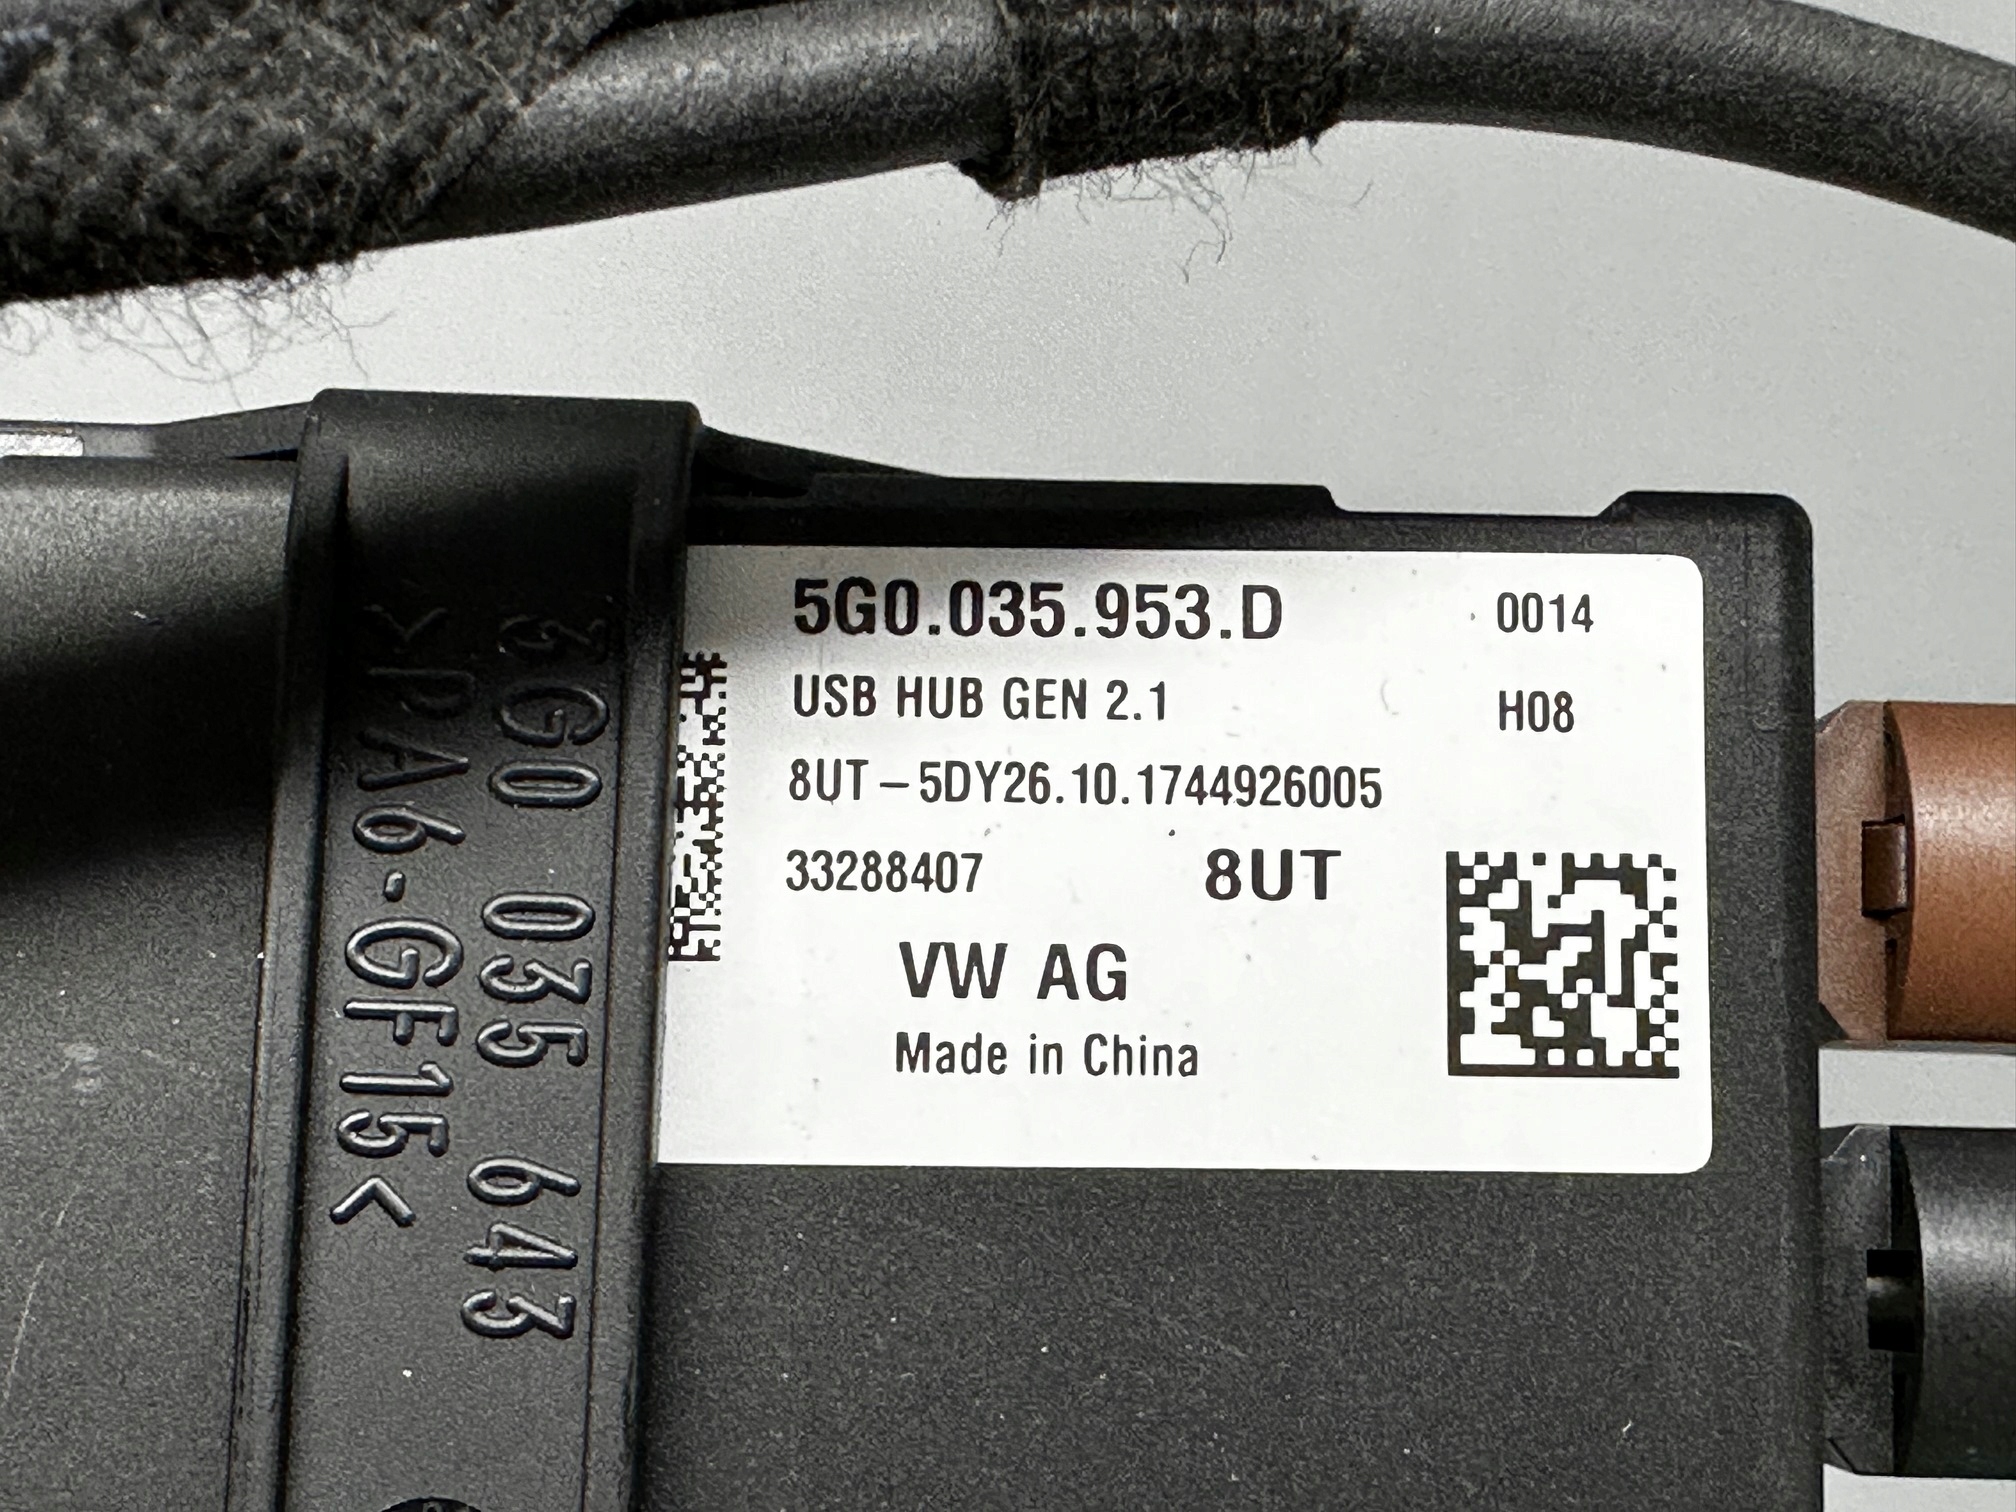 5G0.035.953.D 0014
USB HUB GEN 2.1 H08
8UT-5DY26.10.1744926005
33288407 8UT
VW AG
Made in China
3G0 035 643
>PA6-GF15<